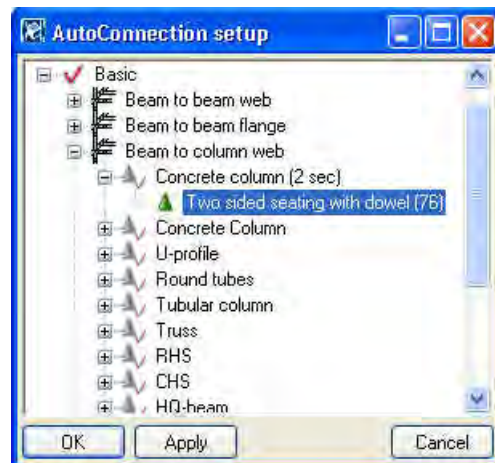 AutoConnection setup
Basic
Beam to beam web
Beam to beam flange
Beam to column web
Concrete column (2 sec)
Two sided seating with dowel (76)
Concrete Column
U-profile
Round tubes
Tubular column
Truss
RHS
CHS
HQ-beam
OK Apply Cancel